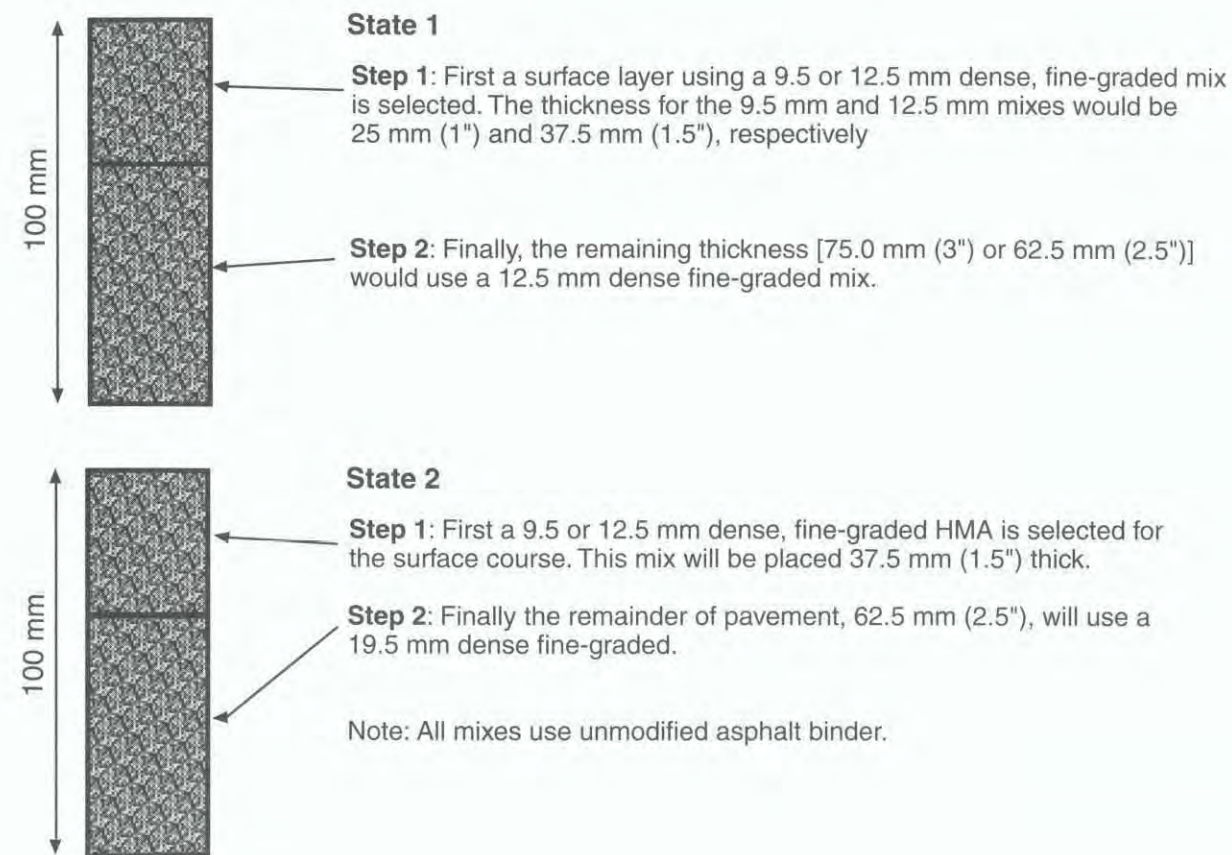 State 1
Step 1: First a surface layer using a 9.5 or 12.5 mm dense, fine-graded mix
is selected. The thickness for the 9.5 mm and 12.5 mm mixes would be
25 mm (1") and 37.5 mm (1.5"), respectively
100 mm
Step 2: Finally, the remaining thickness [75.0 mm (3") or 62.5 mm (2.5")]
would use a 12.5 mm dense fine-graded mix.
State 2
Step 1: First a 9.5 or 12.5 mm dense, fine-graded HMA is selected for
the surface course. This mix will be placed 37.5 mm (1.5") thick.
100 mm
Step 2: Finally the remainder of pavement, 62.5 mm (2.5"), will use a
19.5 mm dense fine-graded.
Note: All mixes use unmodified asphalt binder.